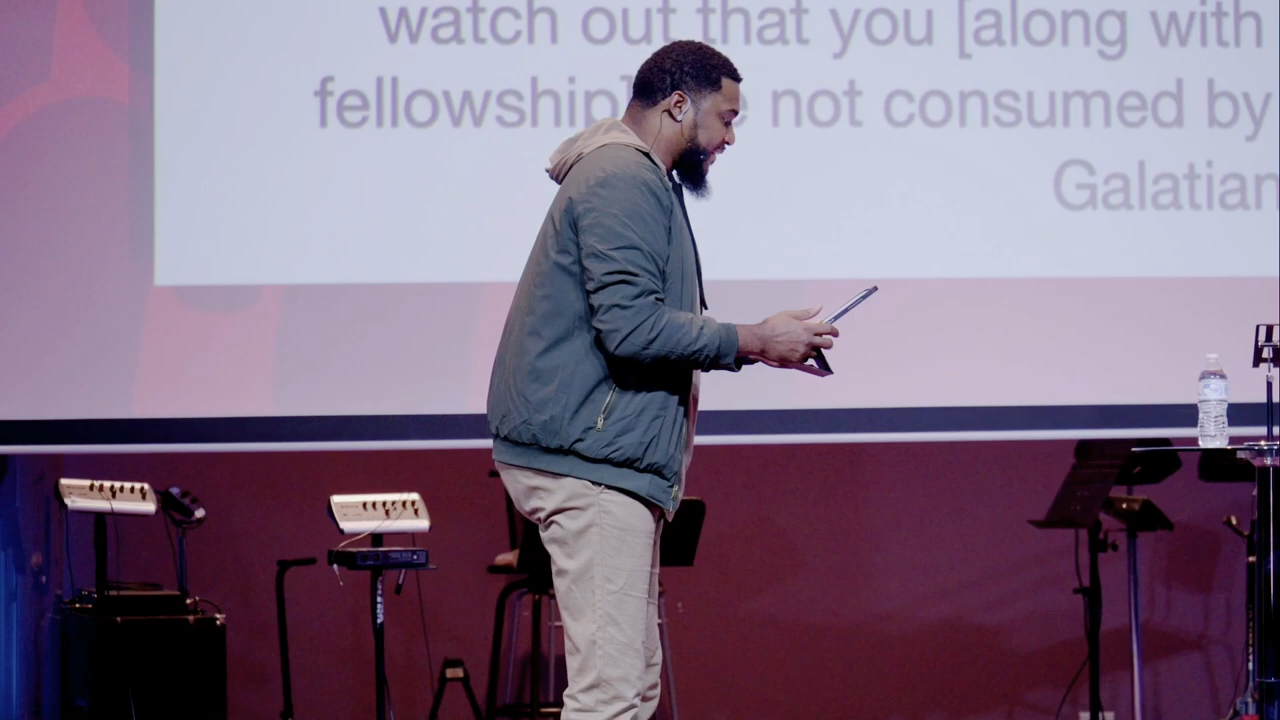 watch out that you [along with
fellowship] not consumed by
Galatian